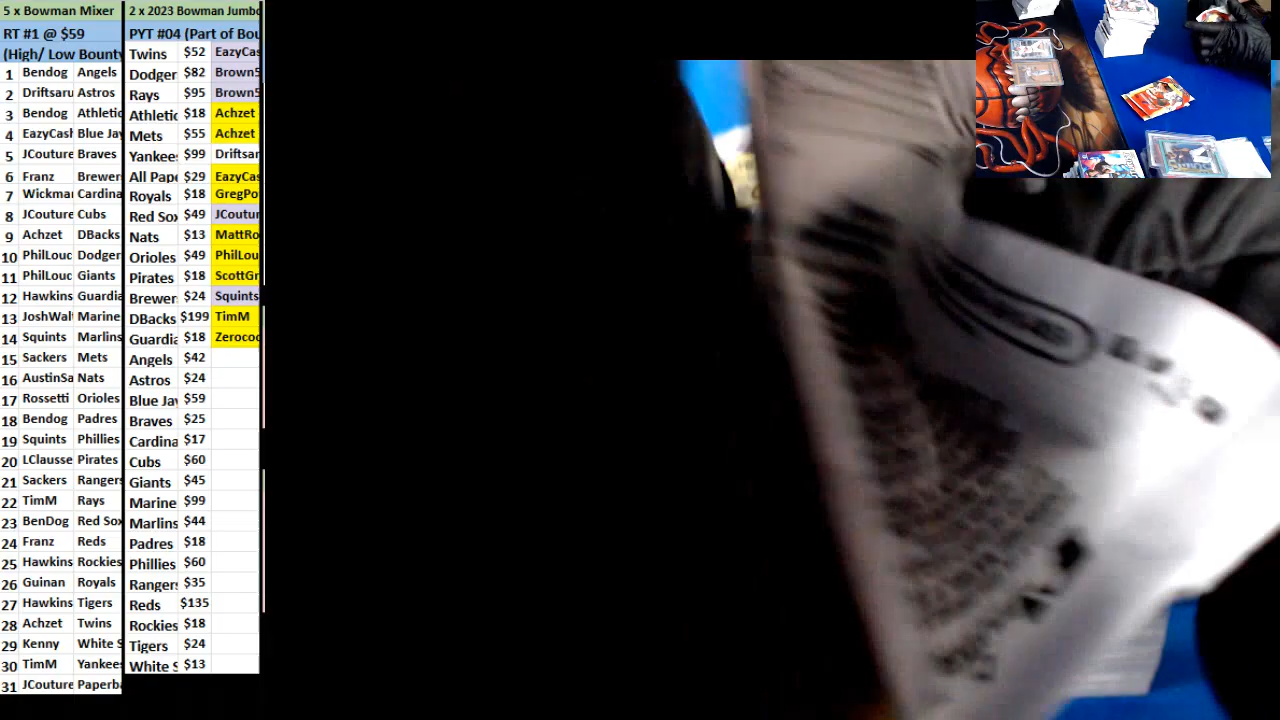 5 x Bowman Mixer
RT #1 @ $59
(High/ Low Bounty
1 Bendog Angels
2 Driftsaru Astros
3 Bendog Athletic
4 EazyCash Blue Jay
5 JCouture Braves
6 Franz Brewer
7 Wickma Cardina
8 JCouture Cubs
9 Achzet DBacks
10 PhilLouc Dodger
11 PhilLouc Giants
12 Hawkins Guardia
13 JoshWal Marine
14 Squints Marlins
15 Sackers Mets
16 AustinSa Nats
17 Rossetti Orioles
18 Bendog Padres
19 Squints Phillies
20 LClausse Pirates
21 Sackers Rangers
22 TimM Rays
23 BenDog Red Sox
24 Franz Reds
25 Hawkins Rockies
26 Guinan Royals
27 Hawkins Tigers
28 Achzet Twins
29 Kenny White S
30 TimM Yankees
31 JCouture Paperba
2 x 2023 Bowman Jumbo
PYT #04 (Part of Bou
Twins $52 EazyCas
Dodger $82 Brown5
Rays $95 Brown5
Athletic $18 Achzet
Mets $55 Achzet
Yankees $99 Driftsar
All Pape $29 EazyCas
Royals $18 GregPo
Red Sox $49 JCoutur
Nats $13 MattRo
Orioles $49 PhilLou
Pirates $18 ScottGr
Brewer $24 Squints
DBacks $199 TimM
Guardia $18 Zerocoo
Angels $42
Astros $24
Blue Jay $59
Braves $25
Cardina $17
Cubs $60
Giants $45
Marine $99
Marlins $44
Padres $18
Phillies $60
Rangers $35
Reds $135
Rockies $18
Tigers $24
White S $13